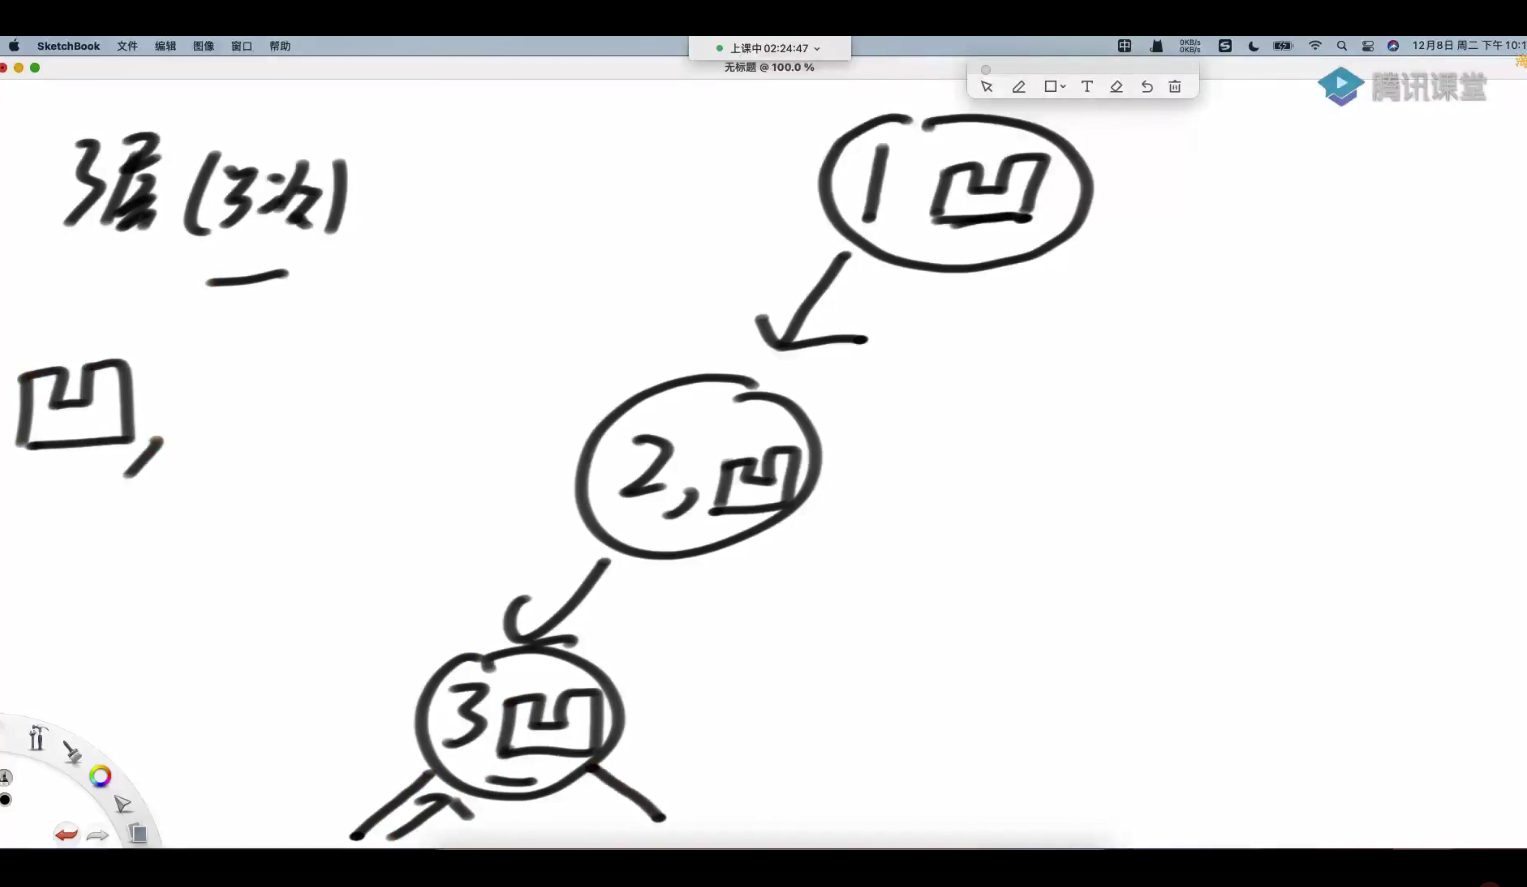 SketchBook 文件 编辑 图像 窗口 帮助
上课中 02:24:47
中 0KB/s 0KB/s S 12月8日 周二 下午 10:1
无标题 @ 100.0 %
T
腾讯课堂
3层 (3次)
1 凹
凹,
2, 凹
3 凹